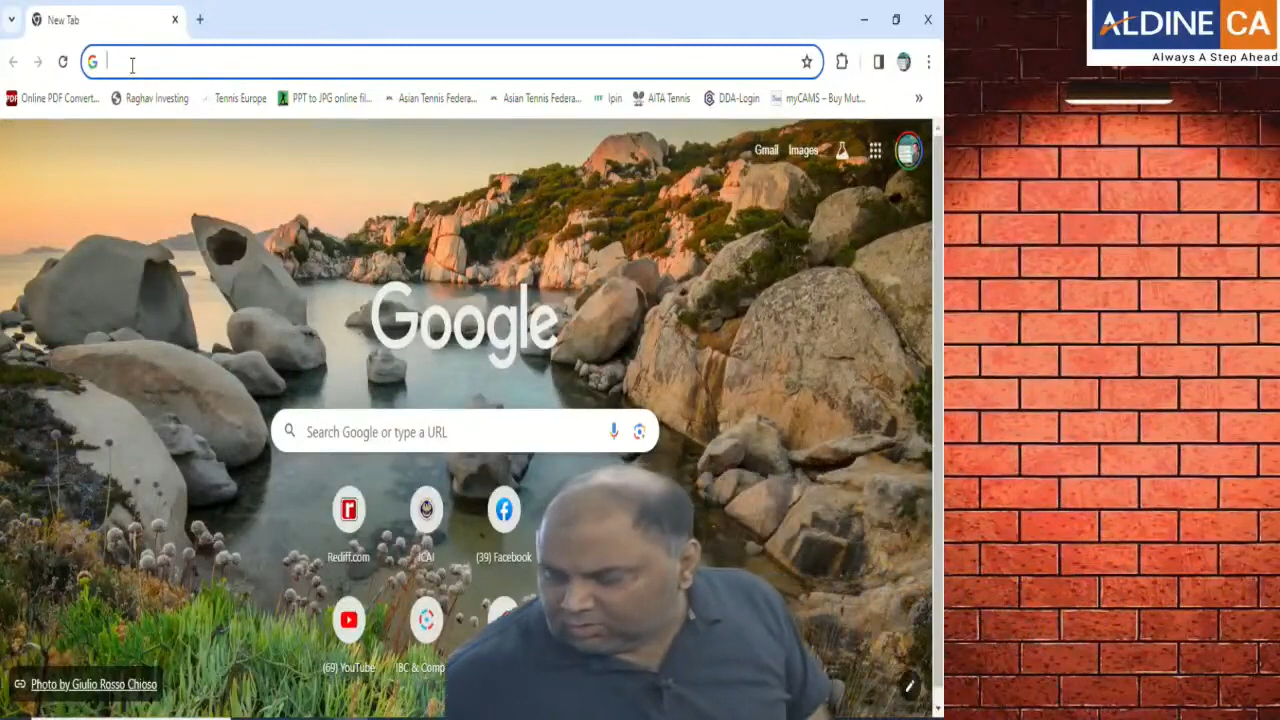 New Tab
ALDINE CA
Always A Step Ahead
Online PDF Convert...
Raghav Investing
Tennis Europe
PPT to JPG online fil...
Asian Tennis Federa...
Asian Tennis Federa...
Ipin
AITA Tennis
DDA-Login
myCAMS – Buy Mut...
Gmail
Images
Google
Search Google or type a URL
Rediff.com
ICAI
(39) Facebook
(69) YouTube
BC & Comp
Photo by Giulio Rosso Chioso